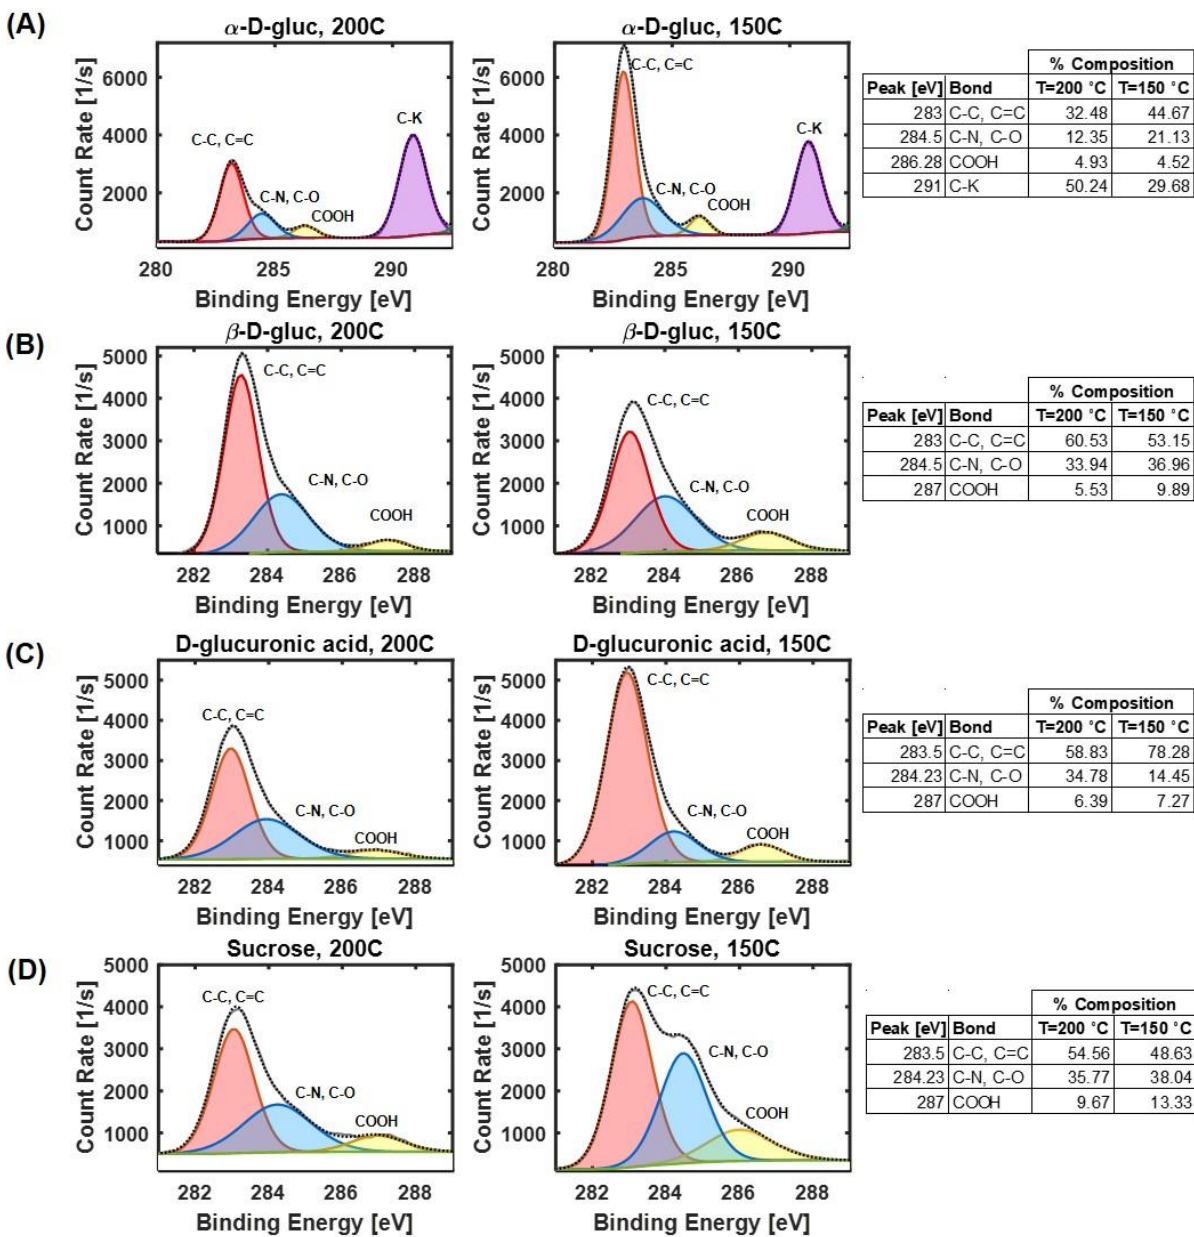 (A)
α-D-gluc, 200C
Count Rate [1/s]
6000
4000
2000
C-C, C=C
C-N, C-O
COOH
C-K
280 285 290
Binding Energy [eV]
α-D-gluc, 150C
Count Rate [1/s]
6000
4000
2000
C-C, C=C
C-N, C-O
COOH
C-K
280 285 290
Binding Energy [eV]
% Composition
Peak [eV] Bond T=200 °C T=150 °C
283 C-C, C=C 32.48 44.67
284.5 C-N, C-O 12.35 21.13
286.28 COOH 4.93 4.52
291 C-K 50.24 29.68
(B)
β-D-gluc, 200C
Count Rate [1/s]
5000
4000
3000
2000
1000
C-C, C=C
C-N, C-O
COOH
282 284 286 288
Binding Energy [eV]
β-D-gluc, 150C
Count Rate [1/s]
5000
4000
3000
2000
1000
C-C, C=C
C-N, C-O
COOH
282 284 286 288
Binding Energy [eV]
% Composition
Peak [eV] Bond T=200 °C T=150 °C
283 C-C, C=C 60.53 53.15
284.5 C-N, C-O 33.94 36.96
287 COOH 5.53 9.89
(C)
D-glucuronic acid, 200C
Count Rate [1/s]
5000
4000
3000
2000
1000
C-C, C=C
C-N, C-O
COOH
282 284 286 288
Binding Energy [eV]
D-glucuronic acid, 150C
Count Rate [1/s]
5000
4000
3000
2000
1000
C-C, C=C
C-N, C-O
COOH
282 284 286 288
Binding Energy [eV]
% Composition
Peak [eV] Bond T=200 °C T=150 °C
283.5 C-C, C=C 58.83 78.28
284.23 C-N, C-O 34.78 14.45
287 COOH 6.39 7.27
(D)
Sucrose, 200C
Count Rate [1/s]
5000
4000
3000
2000
1000
C-C, C=C
C-N, C-O
COOH
282 284 286 288
Binding Energy [eV]
Sucrose, 150C
Count Rate [1/s]
5000
4000
3000
2000
1000
C-C, C=C
C-N, C-O
COOH
282 284 286 288
Binding Energy [eV]
% Composition
Peak [eV] Bond T=200 °C T=150 °C
283.5 C-C, C=C 54.56 48.63
284.23 C-N, C-O 35.77 38.04
287 COOH 9.67 13.33